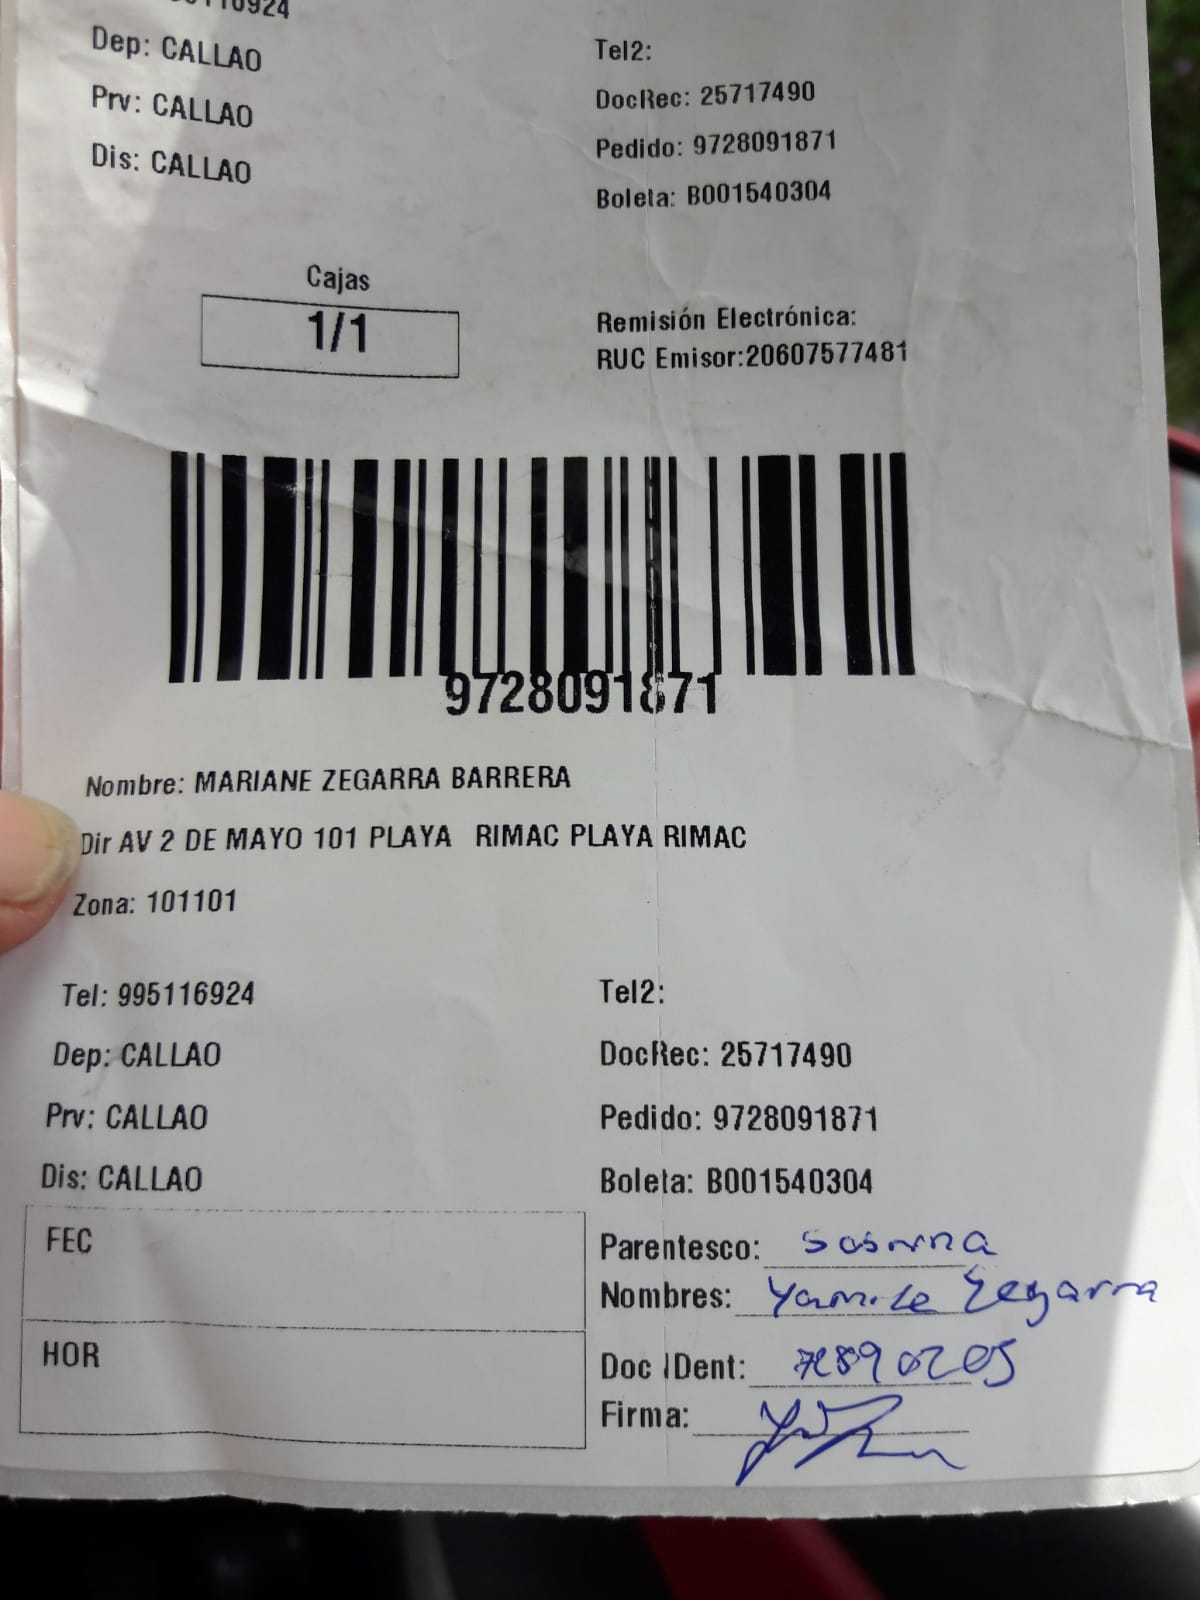 Dep: CALLAO
Tel2:
Prv: CALLAO
DocRec: 25717490
Dis: CALLAO
Pedido: 9728091871
Boleta: B001540304
Cajas
1/1
Remisión Electrónica:
RUC Emisor:20607577481
9728091871
Nombre: MARIANE ZEGARRA BARRERA
Dir AV 2 DE MAYO 101 PLAYA RIMAC PLAYA RIMAC
Zona: 101101
Tel: 995116924
Tel2:
Dep: CALLAO
DocRec: 25717490
Prv: CALLAO
Pedido: 9728091871
Dis: CALLAO
Boleta: B001540304
FEC
Parentesco: Sobrina
Nombres: Yamile Zegarra
HOR
Doc IDent:
Firma: